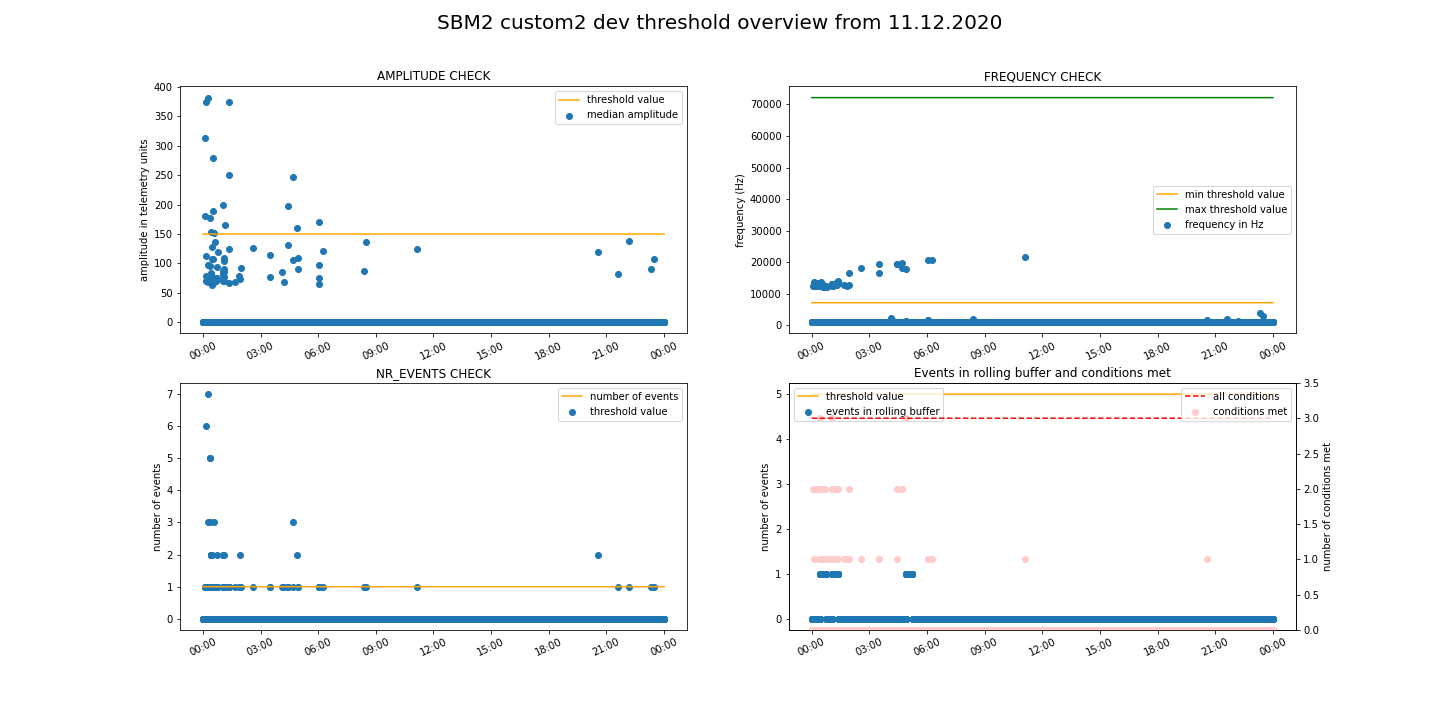 SBM2 custom2 dev threshold overview from 11.12.2020
AMPLITUDE CHECK
amplitude in telemetry units
400
350
300
250
200
150
100
50
0
threshold value
median amplitude
00:00 03:00 06:00 09:00 12:00 15:00 18:00 21:00 00:00
FREQUENCY CHECK
frequency (Hz)
70000
60000
50000
40000
30000
20000
10000
0
min threshold value
max threshold value
frequency in Hz
00:00 03:00 06:00 09:00 12:00 15:00 18:00 21:00 00:00
NR_EVENTS CHECK
number of events
7
6
5
4
3
2
1
0
number of events
threshold value
00:00 03:00 06:00 09:00 12:00 15:00 18:00 21:00 00:00
Events in rolling buffer and conditions met
number of events
5
4
3
2
1
0
threshold value
events in rolling buffer
all conditions
conditions met
3.5
3.0
2.5
2.0
1.5
1.0
0.5
0.0
number of conditions met
00:00 03:00 06:00 09:00 12:00 15:00 18:00 21:00 00:00